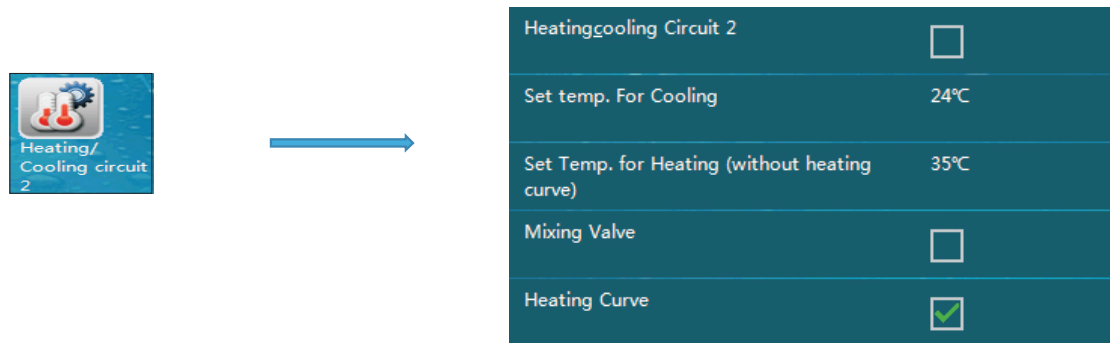 Heating/
Cooling circuit
2
Heatingcooling Circuit 2
Set temp. For Cooling 24℃
Set Temp. for Heating (without heating 35℃
curve)
Mixing Valve
Heating Curve